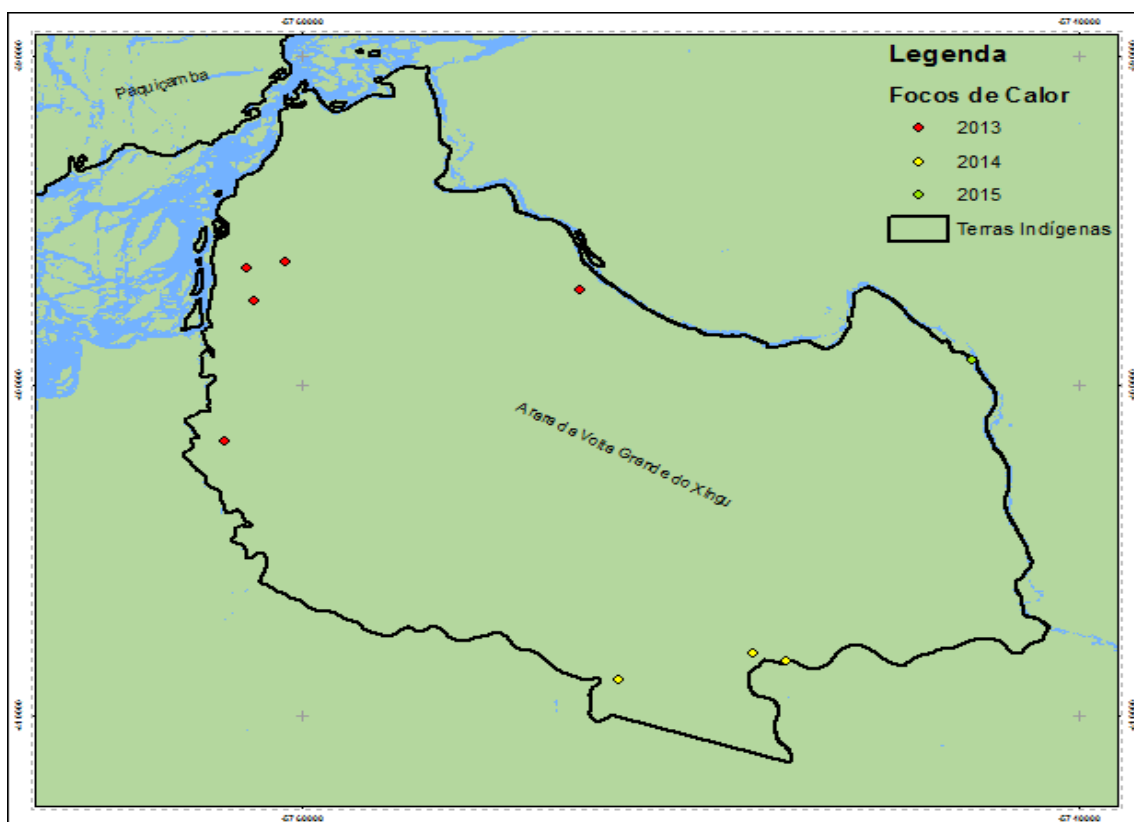 Legenda
Paquiçamba
Focos de Calor
2013
2014
2015
Terras Indígenas
Arara da Volta Grande do Xingu